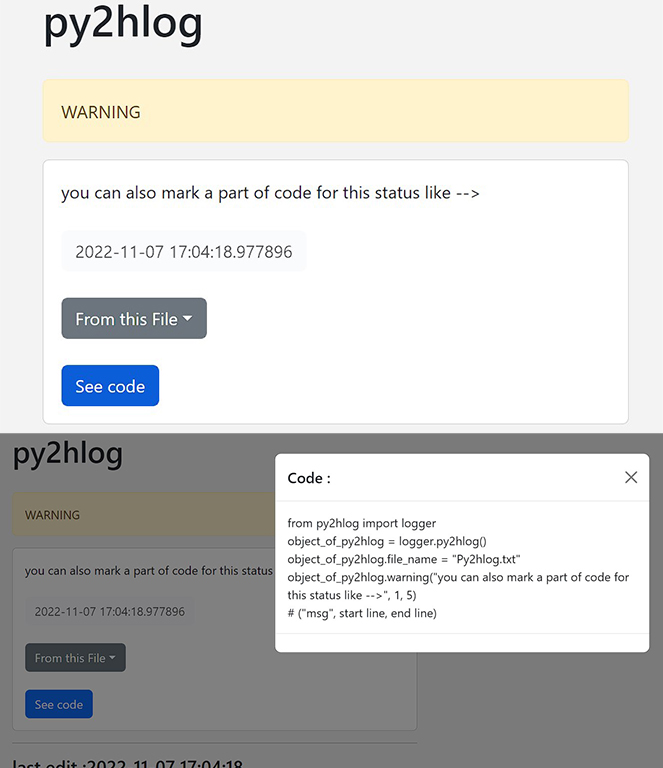 py2hlog
WARNING
you can also mark a part of code for this status like -->
2022-11-07 17:04:18.977896
From this File
See code
py2hlog
WARNING
you can also mark a part of code for this status
2022-11-07 17:04:18.977896
From this File
See code
last edit :2022-11-07 17:04:18
Code :
from py2hlog import logger
object_of_py2hlog = logger.py2hlog()
object_of_py2hlog.file_name = "Py2hlog.txt"
object_of_py2hlog.warning("you can also mark a part of code for
this status like -->", 1, 5)
# ("msg", start line, end line)